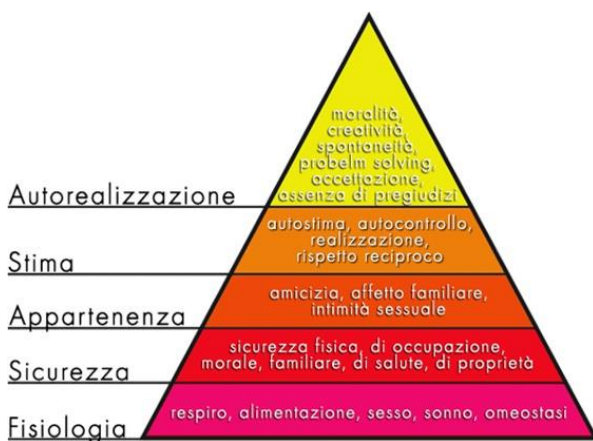 moralità,
creatività,
spontaneità,
probelm solving,
accettazione,
assenza di pregiudizi
Autorealizzazione
autostima, autocontrollo,
realizzazione,
rispetto reciproco
Stima
amicizia, affetto familiare,
intimità sessuale
Appartenenza
sicurezza fisica, di occupazione,
morale, familiare, di salute, di proprietà
Sicurezza
respiro, alimentazione, sesso, sonno, omeostasi
Fisiologia